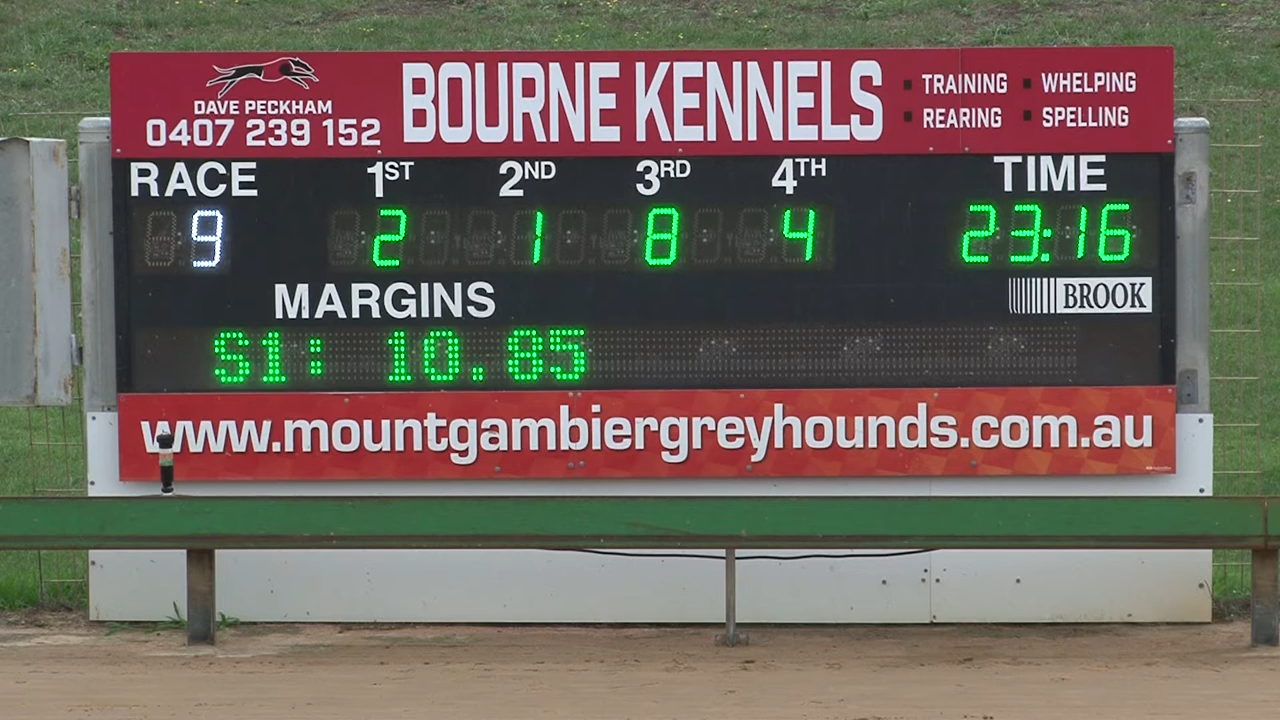 BOURNE KENNELS
DAVE PECKHAM
0407 239 152
TRAINING WHELPING
REARING SPELLING
RACE 1ST 2ND 3RD 4TH TIME
9 2 1 8 4 23:16
MARGINS BROOK
S1: 10.85
www.mountgambiergreyhounds.com.au